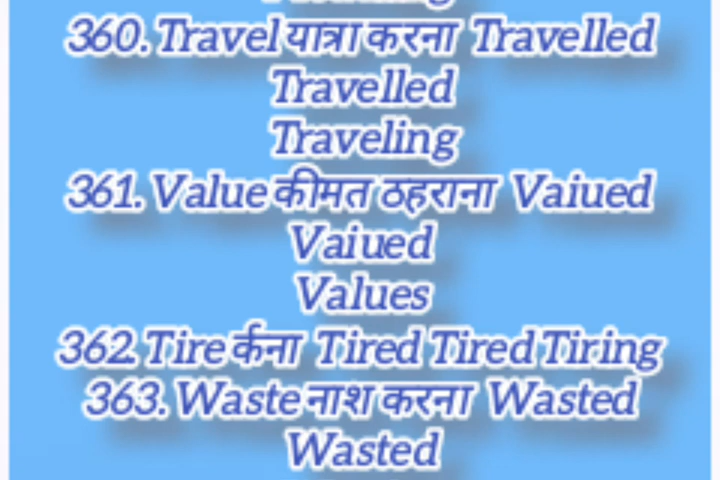 360. Travel यात्रा करना Travelled
Travelled
Traveling
361. Value कीमत ठहराना Vaiued
Vaiued
Values
362. Tire र्कना Tired Tired Tiring
363. Waste नाश करना Wasted
Wasted